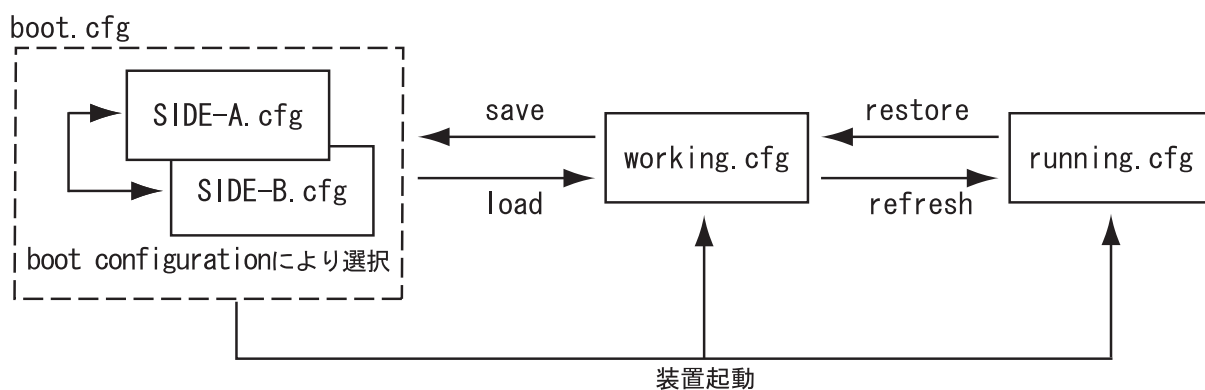 boot.cfg
SIDE-A.cfg
SIDE-B.cfg
boot configurationにより選択
save
load
working.cfg
restore
refresh
running.cfg
装置起動